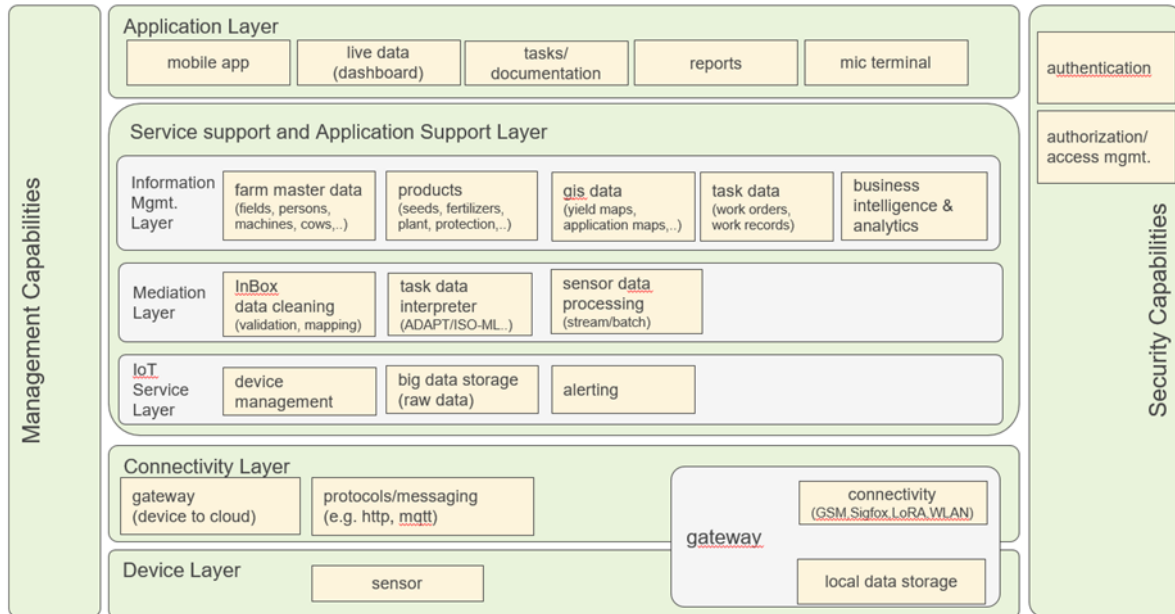 Application Layer
mobile app
live data
(dashboard)
tasks/
documentation
reports
mic terminal
authentication
authorization/
access mgmt.
Management Capabilities
Security Capabilities
Service support and Application Support Layer
Information
Mgmt.
Layer
farm master data
(fields, persons,
machines, cows,..)
products
(seeds, fertilizers,
plant, protection,..)
gis data
(yield maps,
application maps,..)
task data
(work orders,
work records)
business
intelligence &
analytics
Mediation
Layer
InBox
data cleaning
(validation, mapping)
task data
interpreter
(ADAPT/ISO-ML..)
sensor data
processing
(stream/batch)
IoT
Service
Layer
device
management
big data storage
(raw data)
alerting
Connectivity Layer
gateway
(device to cloud)
protocols/messaging
(e.g. http, mqtt)
gateway
connectivity
(GSM,Sigfox,LoRA,WLAN)
local data storage
Device Layer
sensor